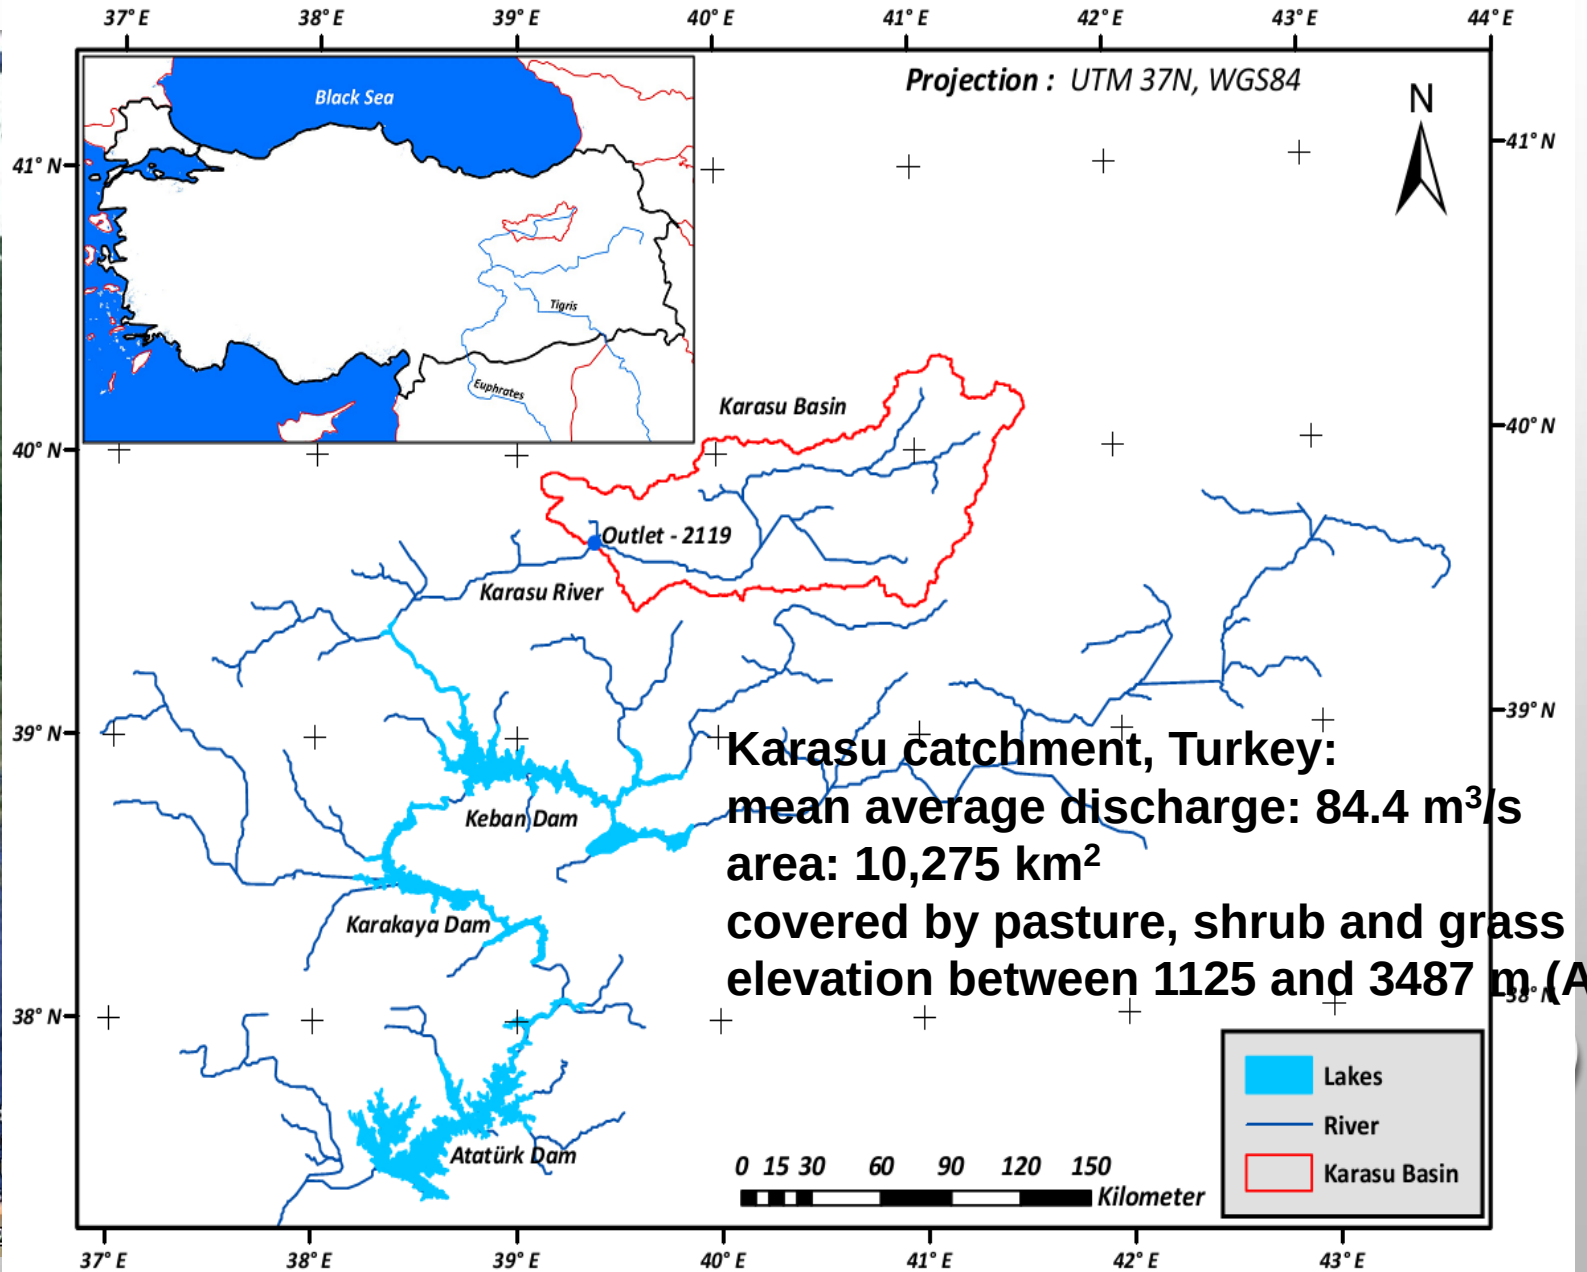 37° E 38° E 39° E 40° E 41° E 42° E 43° E 44° E
Projection : UTM 37N, WGS84
N
Black Sea
41° N 41° N
Tigris
Euphrates
Karasu Basin
40° N 40° N
Outlet - 2119
Karasu River
39° N 39° N
Karasu catchment, Turkey:
mean average discharge: 84.4 m³/s
area: 10,275 km²
covered by pasture, shrub and grass
elevation between 1125 and 3487 m (A
Keban Dam
Karakaya Dam
38° N 38° N
Lakes
River
Karasu Basin
Atatürk Dam
0 15 30 60 90 120 150
Kilometer
37° E 38° E 39° E 40° E 41° E 42° E 43° E